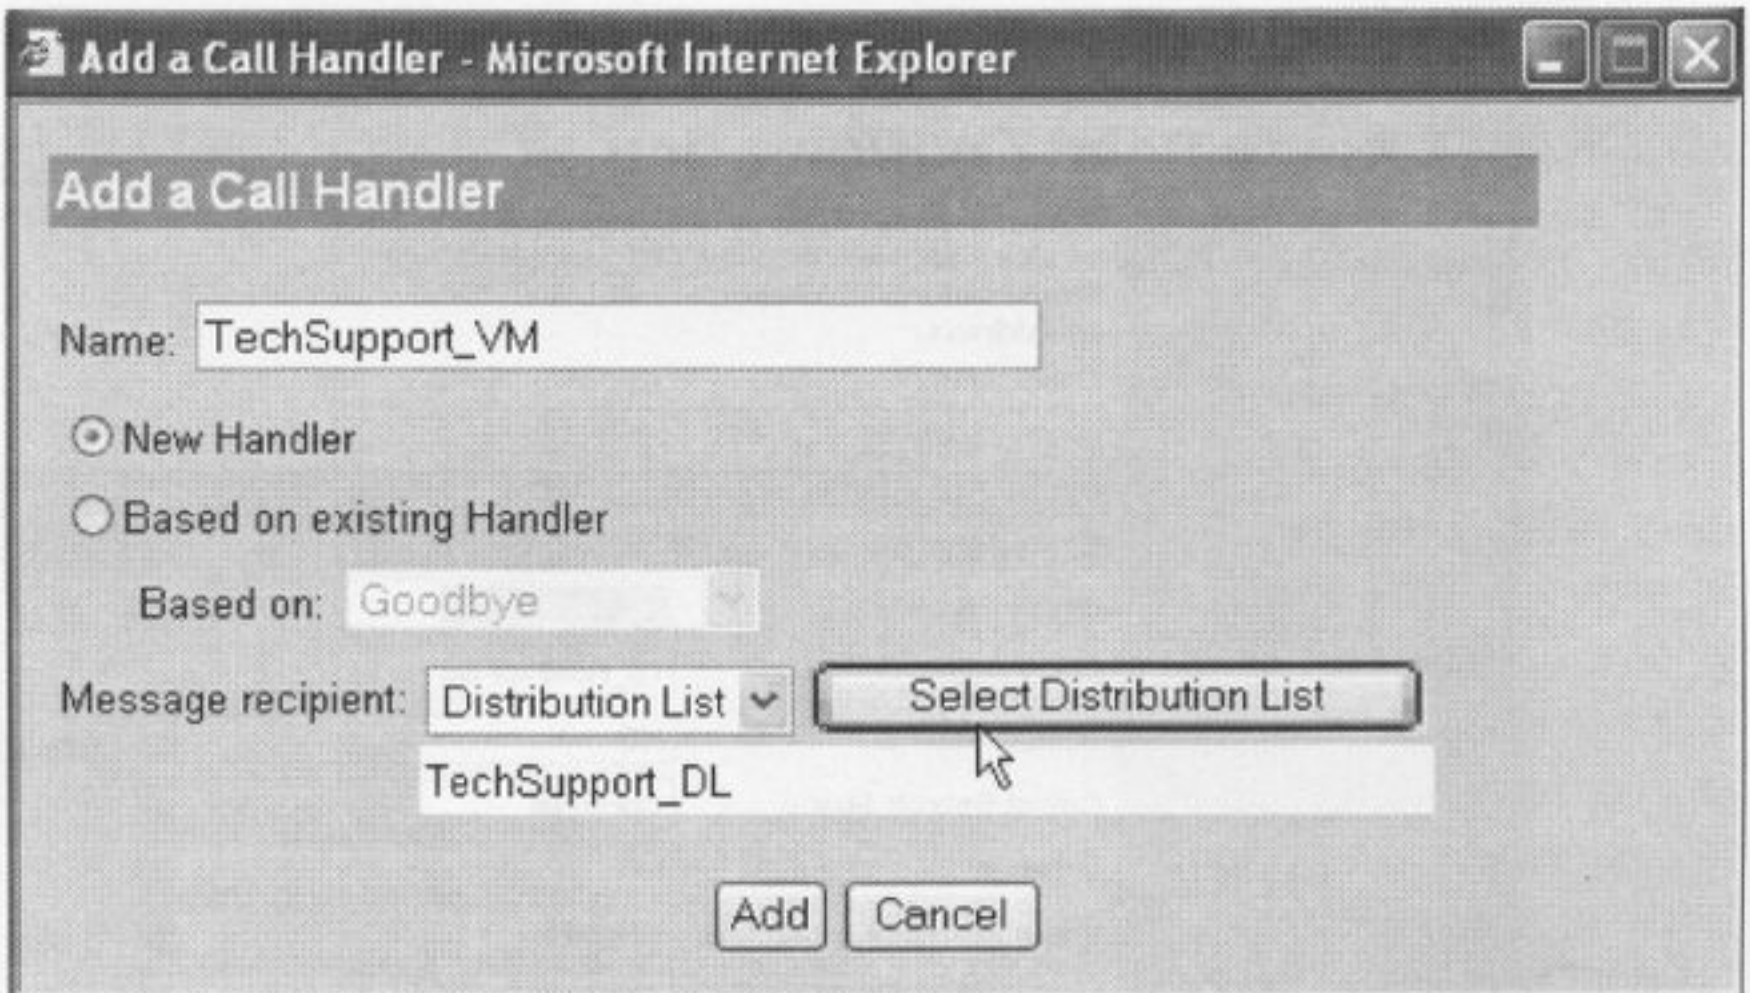 Add a Call Handler - Microsoft Internet Explorer
Add a Call Handler
Name: TechSupport_VM
New Handler
Based on existing Handler
Based on: Goodbye
Message recipient: Distribution List Select Distribution List
TechSupport_DL
Add Cancel